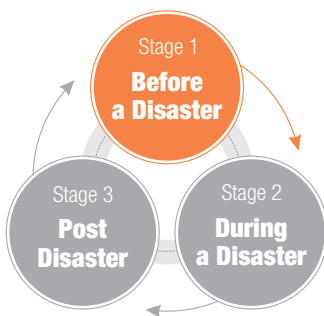 Stage 1
Before
a Disaster
Stage 3
Post
Disaster
Stage 2
During
a Disaster